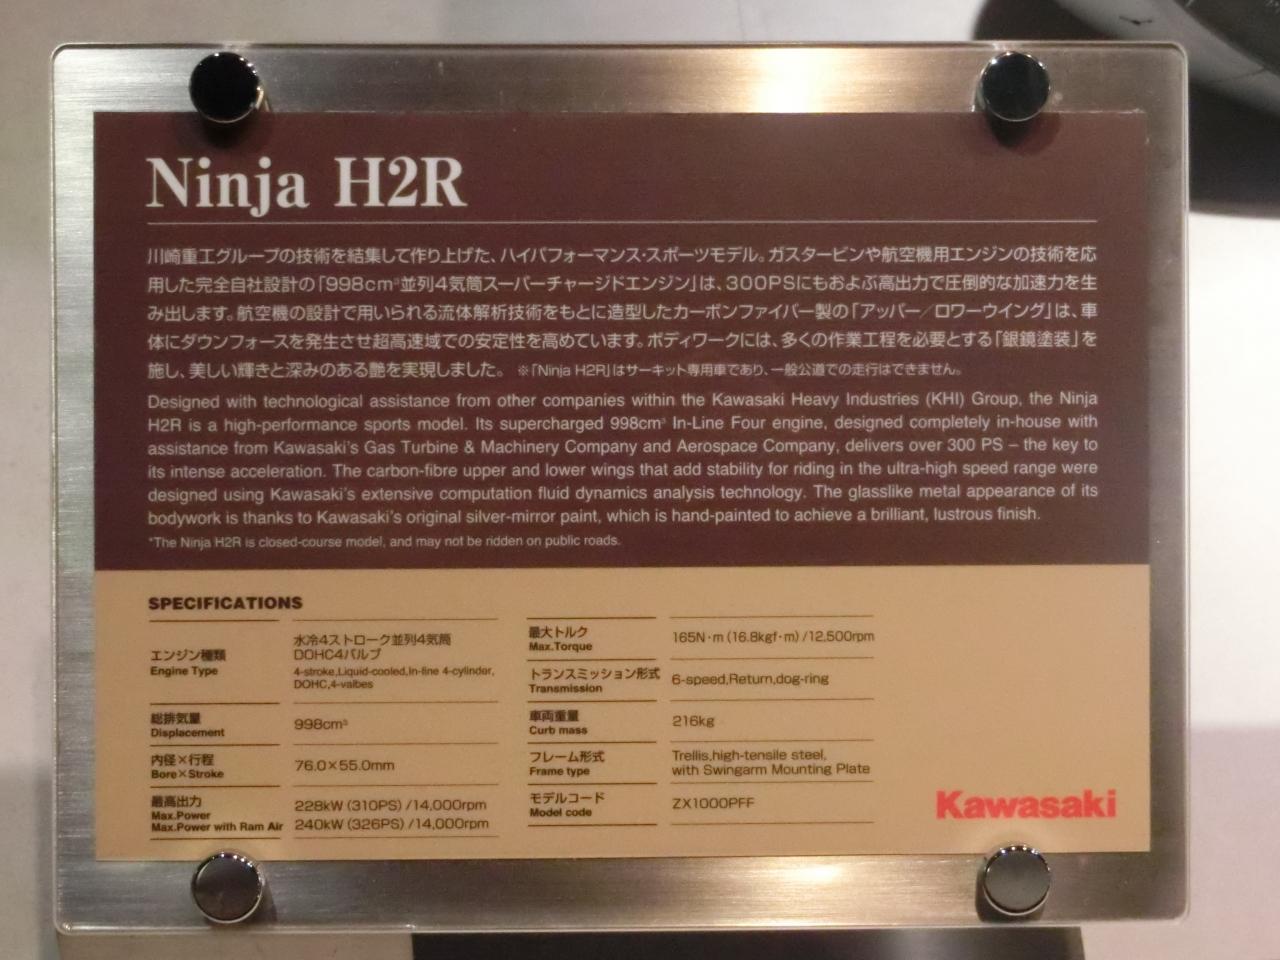 Ninja H2R
川崎重工グループの技術を結集して作り上げた、ハイパフォーマンス・スポーツモデル。ガスタービンや航空機用エンジンの技術を応
用した完全自社設計の「998cm³並列4気筒スーパーチャージドエンジン」は、300PSにもおよぶ高出力で圧倒的な加速力を生
み出します。航空機の設計で用いられる流体解析技術をもとに造型したカーボンファイバー製の「アッパー／ロワーウイング」は、車
体にダウンフォースを発生させ超高速域での安定性を高めています。ボディワークには、多くの作業工程を必要とする「銀鏡塗装」を
施し、美しい輝きと深みのある艶を実現しました。 ※「Ninja H2R」はサーキット専用車であり、一般公道での走行はできません。
Designed with technological assistance from other companies within the Kawasaki Heavy Industries (KHI) Group, the Ninja
H2R is a high-performance sports model. Its supercharged 998cm³ In-Line Four engine, designed completely in-house with
assistance from Kawasaki's Gas Turbine & Machinery Company and Aerospace Company, delivers over 300 PS – the key to
its intense acceleration. The carbon-fibre upper and lower wings that add stability for riding in the ultra-high speed range were
designed using Kawasaki's extensive computation fluid dynamics analysis technology. The glasslike metal appearance of its
bodywork is thanks to Kawasaki's original silver-mirror paint, which is hand-painted to achieve a brilliant, lustrous finish.
*The Ninja H2R is closed-course model, and may not be ridden on public roads.
SPECIFICATIONS
エンジン種類
Engine Type
水冷4ストローク並列4気筒
DOHC4バルブ
4-stroke,Liquid-cooled,In-line 4-cylinder,
DOHC,4-valbes
総排気量
Displacement
998cm³
内径×行程
Bore×Stroke
76.0×55.0mm
最高出力
Max.Power
Max.Power with Ram Air
228kW (310PS) /14,000rpm
240kW (326PS) /14,000rpm
最大トルク
Max.Torque
165N・m (16.8kgf・m) /12,500rpm
トランスミッション形式
Transmission
6-speed,Return,dog-ring
車両重量
Curb mass
216kg
フレーム形式
Frame type
Trellis,high-tensile steel,
with Swingarm Mounting Plate
モデルコード
Model code
ZX1000PFF
Kawasaki